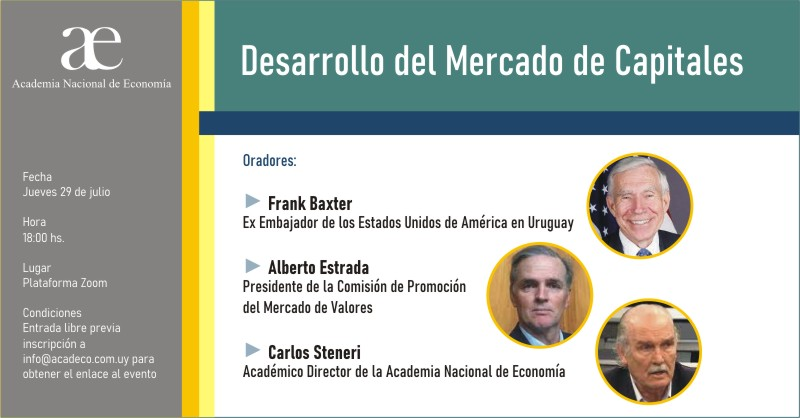 æ
Academia Nacional de Economía
Fecha
Jueves 29 de julio
Hora
18:00 hs.
Lugar
Plataforma Zoom
Condiciones
Entrada libre previa
inscripción a
info@acadeco.com.uy para
obtener el enlace al evento
Desarrollo del Mercado de Capitales
Oradores:
Frank Baxter
Ex Embajador de los Estados Unidos de América en Uruguay
Alberto Estrada
Presidente de la Comisión de Promoción
del Mercado de Valores
Carlos Steneri
Académico Director de la Academia Nacional de Economía